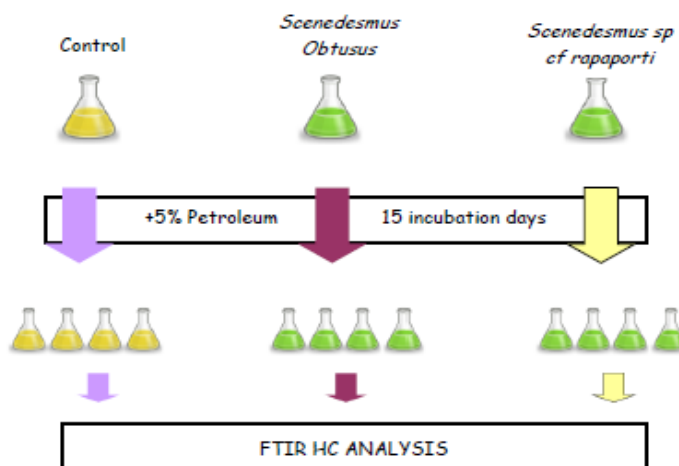 Control
Scenedesmus
Obtusus
Scenedesmus sp
cf rapaporti
+5% Petroleum
15 incubation days
FTIR HC ANALYSIS